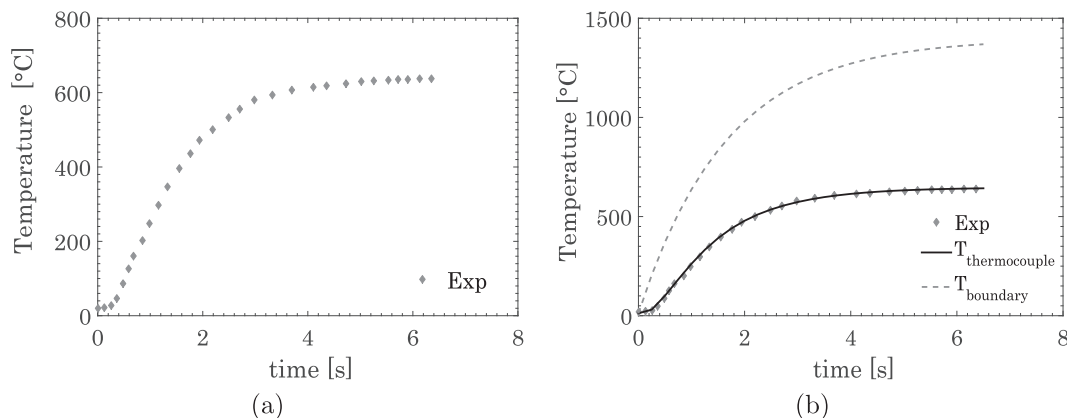 800
600
400
200
0
Temperature [°C]
0 2 4 6 8
time [s]
Exp
(a)
1500
1000
500
0
Temperature [°C]
0 2 4 6 8
time [s]
Exp
T_thermocouple
T_boundary
(b)